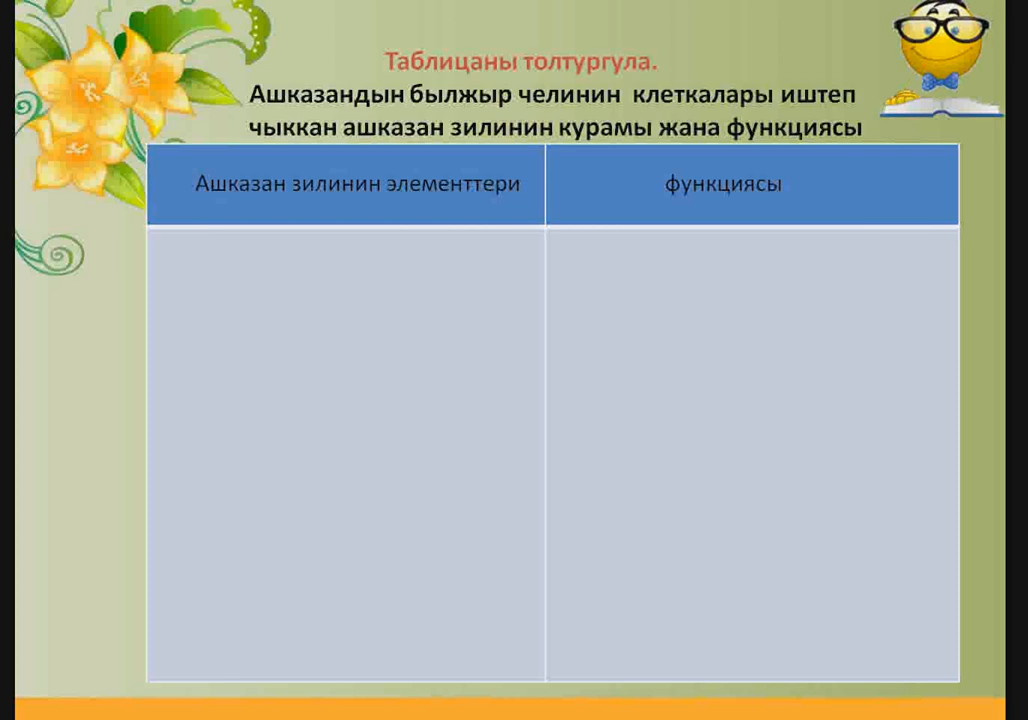 Таблицаны толтургула.
Ашказандын былжыр челинин клеткалары иштеп
чыккан ашказан зилинин курамы жана функциясы
Ашказан зилинин элементтери
функциясы